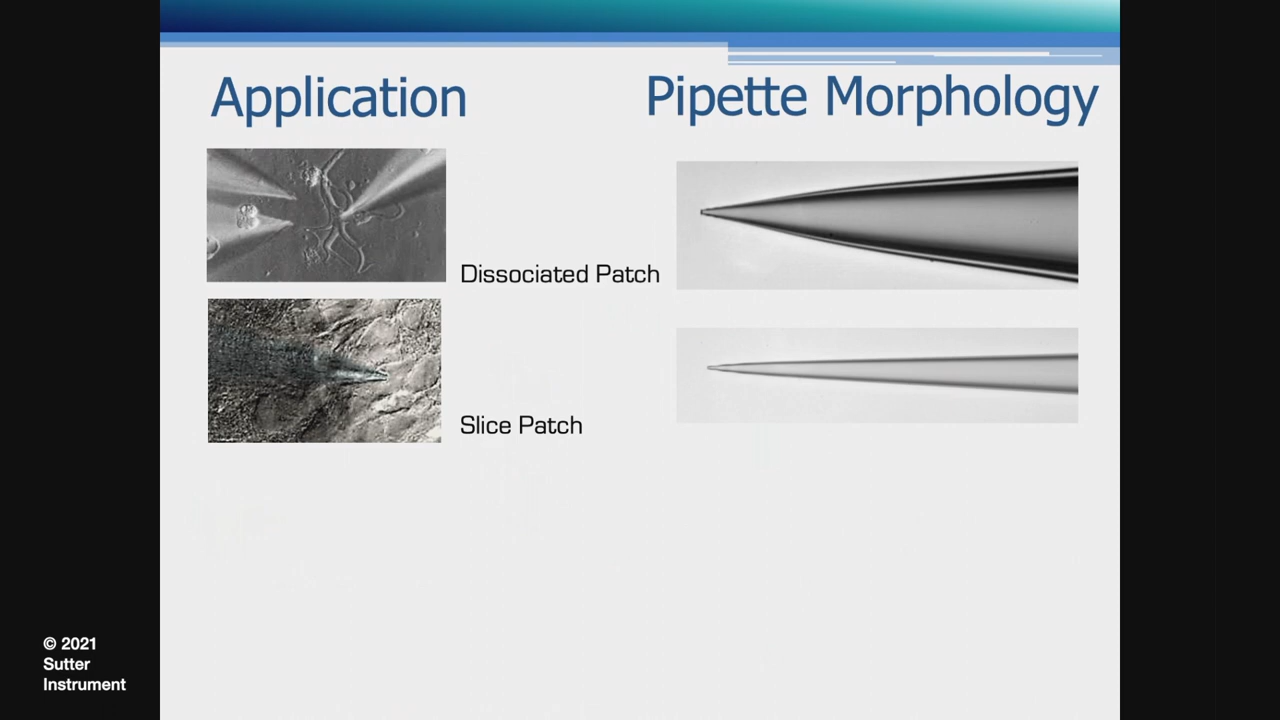 Application
Pipette Morphology
Dissociated Patch
Slice Patch
© 2021
Sutter
Instrument